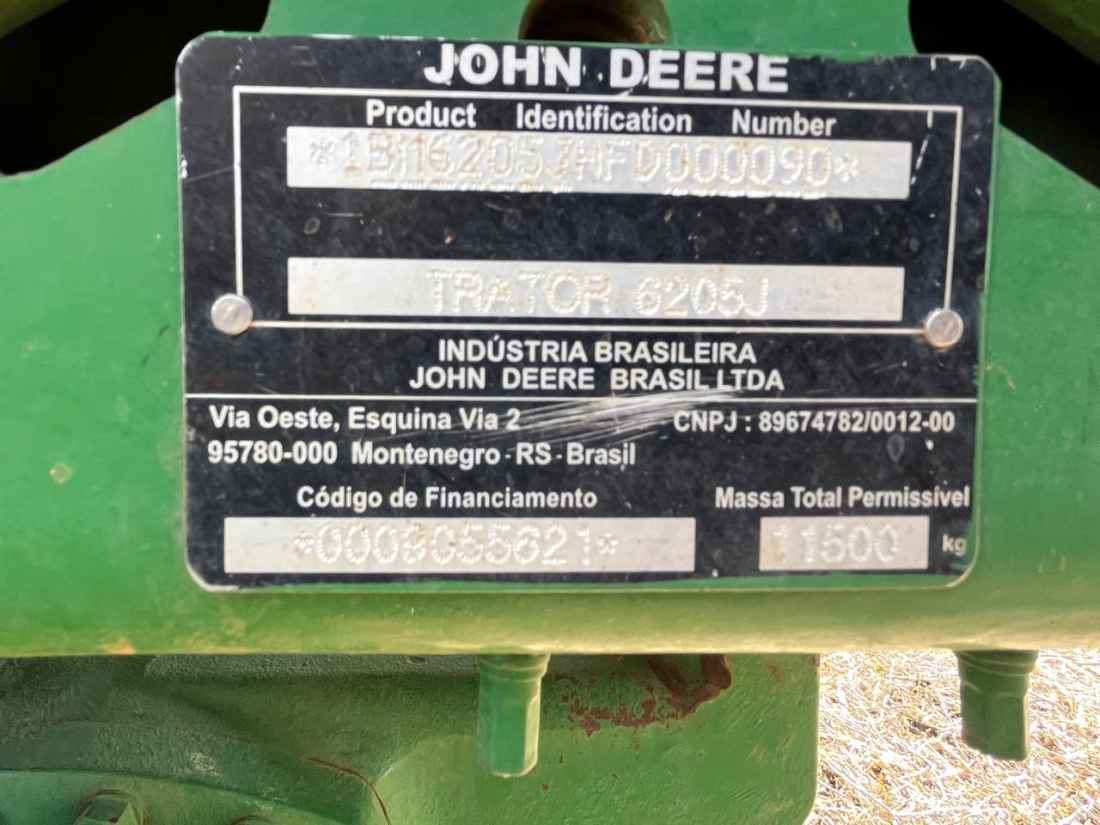 JOHN DEERE
Product Identification Number
*1BM6205JHFD000090*
TRATOR 6205J
INDÚSTRIA BRASILEIRA
JOHN DEERE BRASIL LTDA
Via Oeste, Esquina Via 2 CNPJ : 89674782/0012-00
95780-000 Montenegro - RS - Brasil
Código de Financiamento Massa Total Permissível
*0003055621* 11500 kg